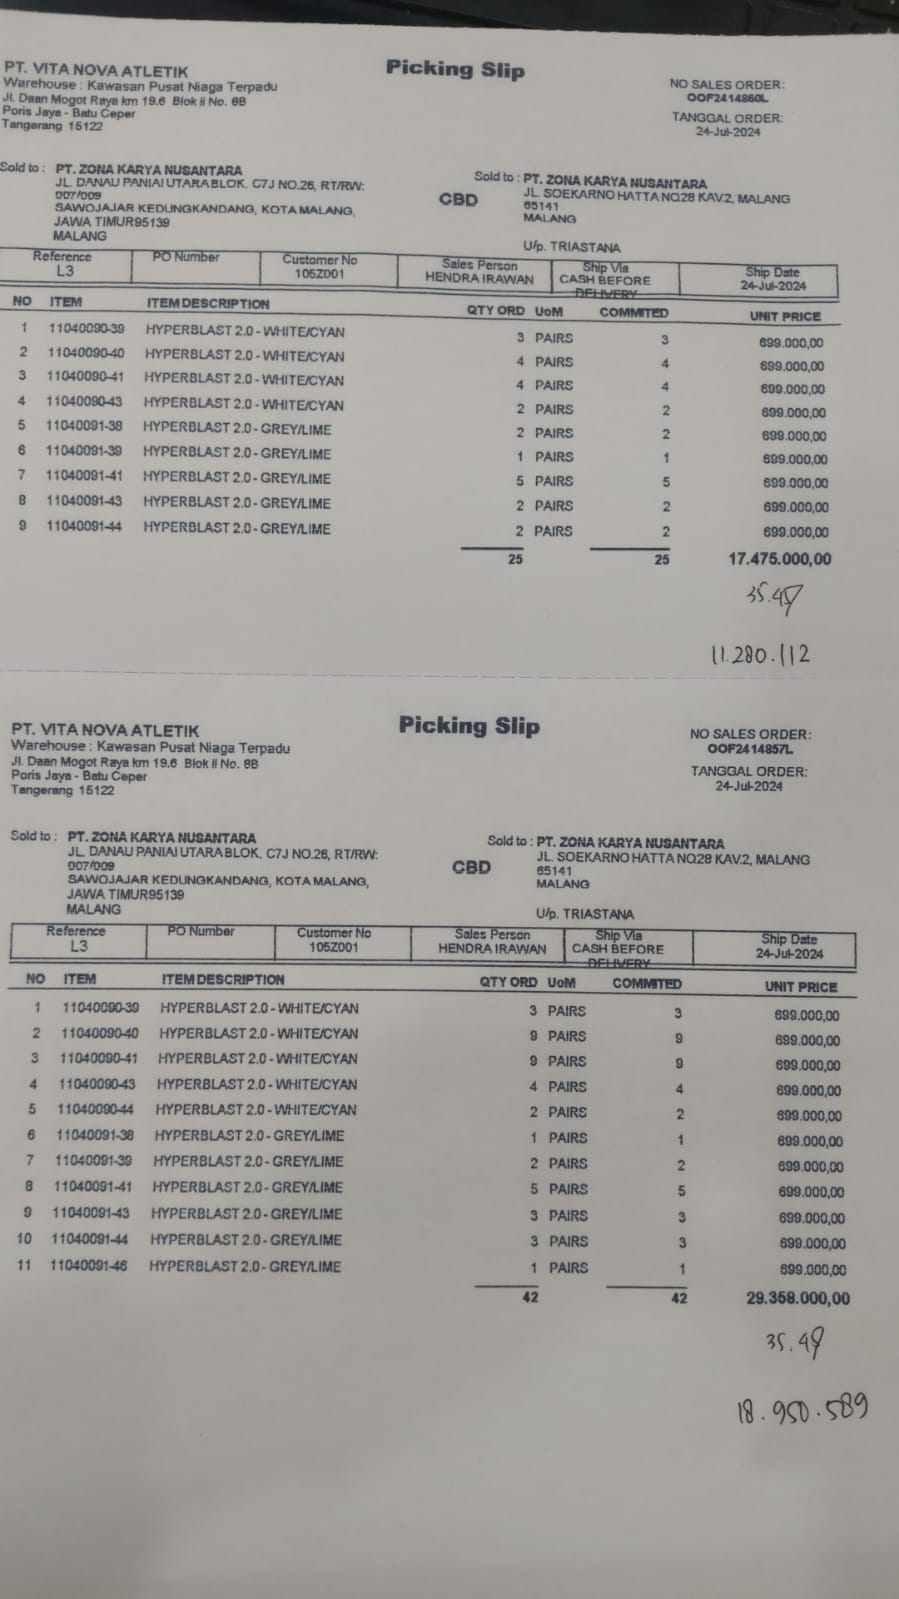 Picking Slip
PT. VITA NOVA ATLETIK
Warehouse : Kawasan Pusat Niaga Terpadu
Jl. Daan Mogot Raya km 19.6 Blok ii No. 8B
Poris Jaya - Batu Ceper
Tangerang 15122
NO SALES ORDER:
OOF2414860L
TANGGAL ORDER:
24-Jul-2024
Sold to : PT. ZONA KARYA NUSANTARA
JL. DANAU PANIAI UTARA BLOK. C7J NO.26, RT/RW:
007/009
SAWOJAJAR KEDUNGKANDANG, KOTA MALANG,
JAWA TIMUR95139
MALANG
CBD
Sold to : PT. ZONA KARYA NUSANTARA
JL. SOEKARNO HATTA NO28 KAV.2, MALANG
65141
MALANG
U/p. TRIASTANA
Reference PO Number Customer No Sales Person Ship Via Ship Date
L3 105Z001 HENDRA IRAWAN CASH BEFORE 24-Jul-2024
DELIVERY
NO ITEM ITEM DESCRIPTION QTY ORD UoM COMMITED UNIT PRICE
1 11040090-39 HYPERBLAST 2.0 - WHITE/CYAN 3 PAIRS 3 699.000,00
2 11040090-40 HYPERBLAST 2.0 - WHITE/CYAN 4 PAIRS 4 699.000,00
3 11040090-41 HYPERBLAST 2.0 - WHITE/CYAN 4 PAIRS 4 699.000,00
4 11040090-43 HYPERBLAST 2.0 - WHITE/CYAN 2 PAIRS 2 699.000,00
5 11040091-38 HYPERBLAST 2.0 - GREY/LIME 2 PAIRS 2 699.000,00
6 11040091-39 HYPERBLAST 2.0 - GREY/LIME 1 PAIRS 1 699.000,00
7 11040091-41 HYPERBLAST 2.0 - GREY/LIME 5 PAIRS 5 699.000,00
8 11040091-43 HYPERBLAST 2.0 - GREY/LIME 2 PAIRS 2 699.000,00
9 11040091-44 HYPERBLAST 2.0 - GREY/LIME 2 PAIRS 2 699.000,00
25 25 17.475.000,00
11.280.112
Picking Slip
PT. VITA NOVA ATLETIK
Warehouse : Kawasan Pusat Niaga Terpadu
Jl. Daan Mogot Raya km 19.6 Blok ii No. 8B
Poris Jaya - Batu Ceper
Tangerang 15122
NO SALES ORDER:
OOF2414857L
TANGGAL ORDER:
24-Jul-2024
Sold to : PT. ZONA KARYA NUSANTARA
JL. DANAU PANIAI UTARA BLOK. C7J NO.26, RT/RW:
007/009
SAWOJAJAR KEDUNGKANDANG, KOTA MALANG,
JAWA TIMUR95139
MALANG
CBD
Sold to : PT. ZONA KARYA NUSANTARA
JL. SOEKARNO HATTA NO28 KAV.2, MALANG
65141
MALANG
U/p. TRIASTANA
Reference PO Number Customer No Sales Person Ship Via Ship Date
L3 105Z001 HENDRA IRAWAN CASH BEFORE 24-Jul-2024
DELIVERY
NO ITEM ITEM DESCRIPTION QTY ORD UoM COMMITED UNIT PRICE
1 11040090-39 HYPERBLAST 2.0 - WHITE/CYAN 3 PAIRS 3 699.000,00
2 11040090-40 HYPERBLAST 2.0 - WHITE/CYAN 9 PAIRS 9 699.000,00
3 11040090-41 HYPERBLAST 2.0 - WHITE/CYAN 9 PAIRS 9 699.000,00
4 11040090-43 HYPERBLAST 2.0 - WHITE/CYAN 4 PAIRS 4 699.000,00
5 11040090-44 HYPERBLAST 2.0 - WHITE/CYAN 2 PAIRS 2 699.000,00
6 11040091-38 HYPERBLAST 2.0 - GREY/LIME 1 PAIRS 1 699.000,00
7 11040091-39 HYPERBLAST 2.0 - GREY/LIME 2 PAIRS 2 699.000,00
8 11040091-41 HYPERBLAST 2.0 - GREY/LIME 5 PAIRS 5 699.000,00
9 11040091-43 HYPERBLAST 2.0 - GREY/LIME 3 PAIRS 3 699.000,00
10 11040091-44 HYPERBLAST 2.0 - GREY/LIME 3 PAIRS 3 699.000,00
11 11040091-46 HYPERBLAST 2.0 - GREY/LIME 1 PAIRS 1 699.000,00
42 42 29.358.000,00
18.950.589